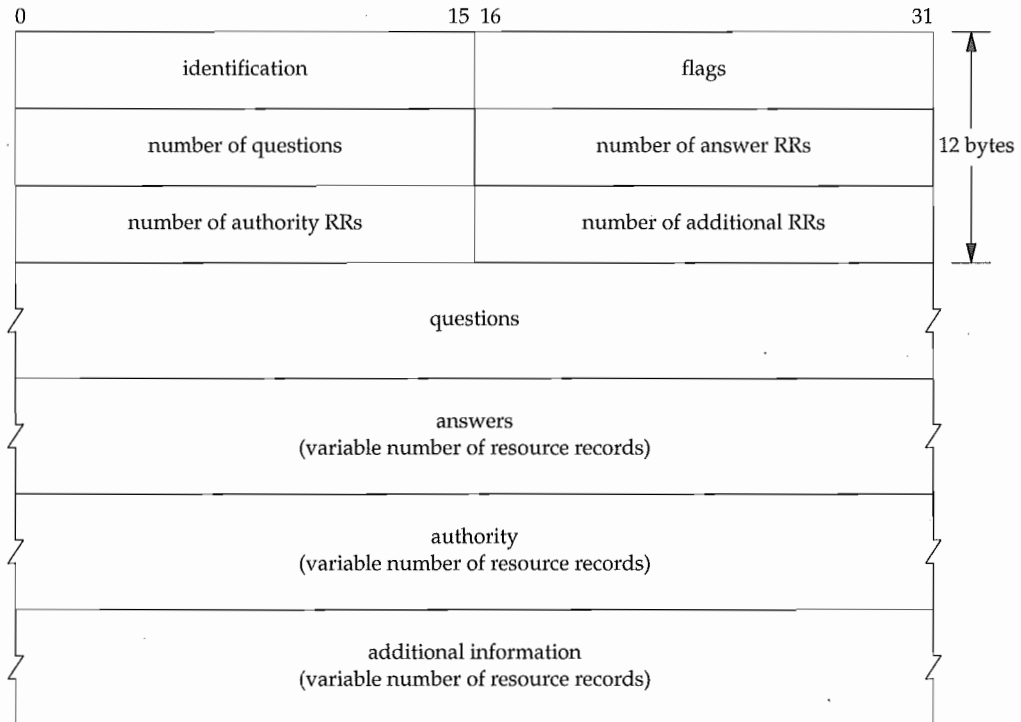 0 15 16 31
identification flags
number of questions number of answer RRs 12 bytes
number of authority RRs number of additional RRs
questions
answers
(variable number of resource records)
authority
(variable number of resource records)
additional information
(variable number of resource records)